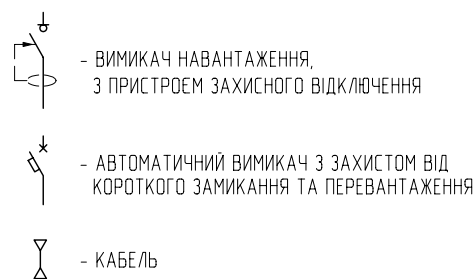 - ВИМИКАЧ НАВАНТАЖЕННЯ,
З ПРИСТРОЕМ ЗАХИСНОГО ВІДКЛЮЧЕННЯ
- АВТОМАТИЧНИЙ ВИМИКАЧ З ЗАХИСТОМ ВІД
КОРОТКОГО ЗАМИКАННЯ ТА ПЕРЕВАНТАЖЕННЯ
- КАБЕЛЬ